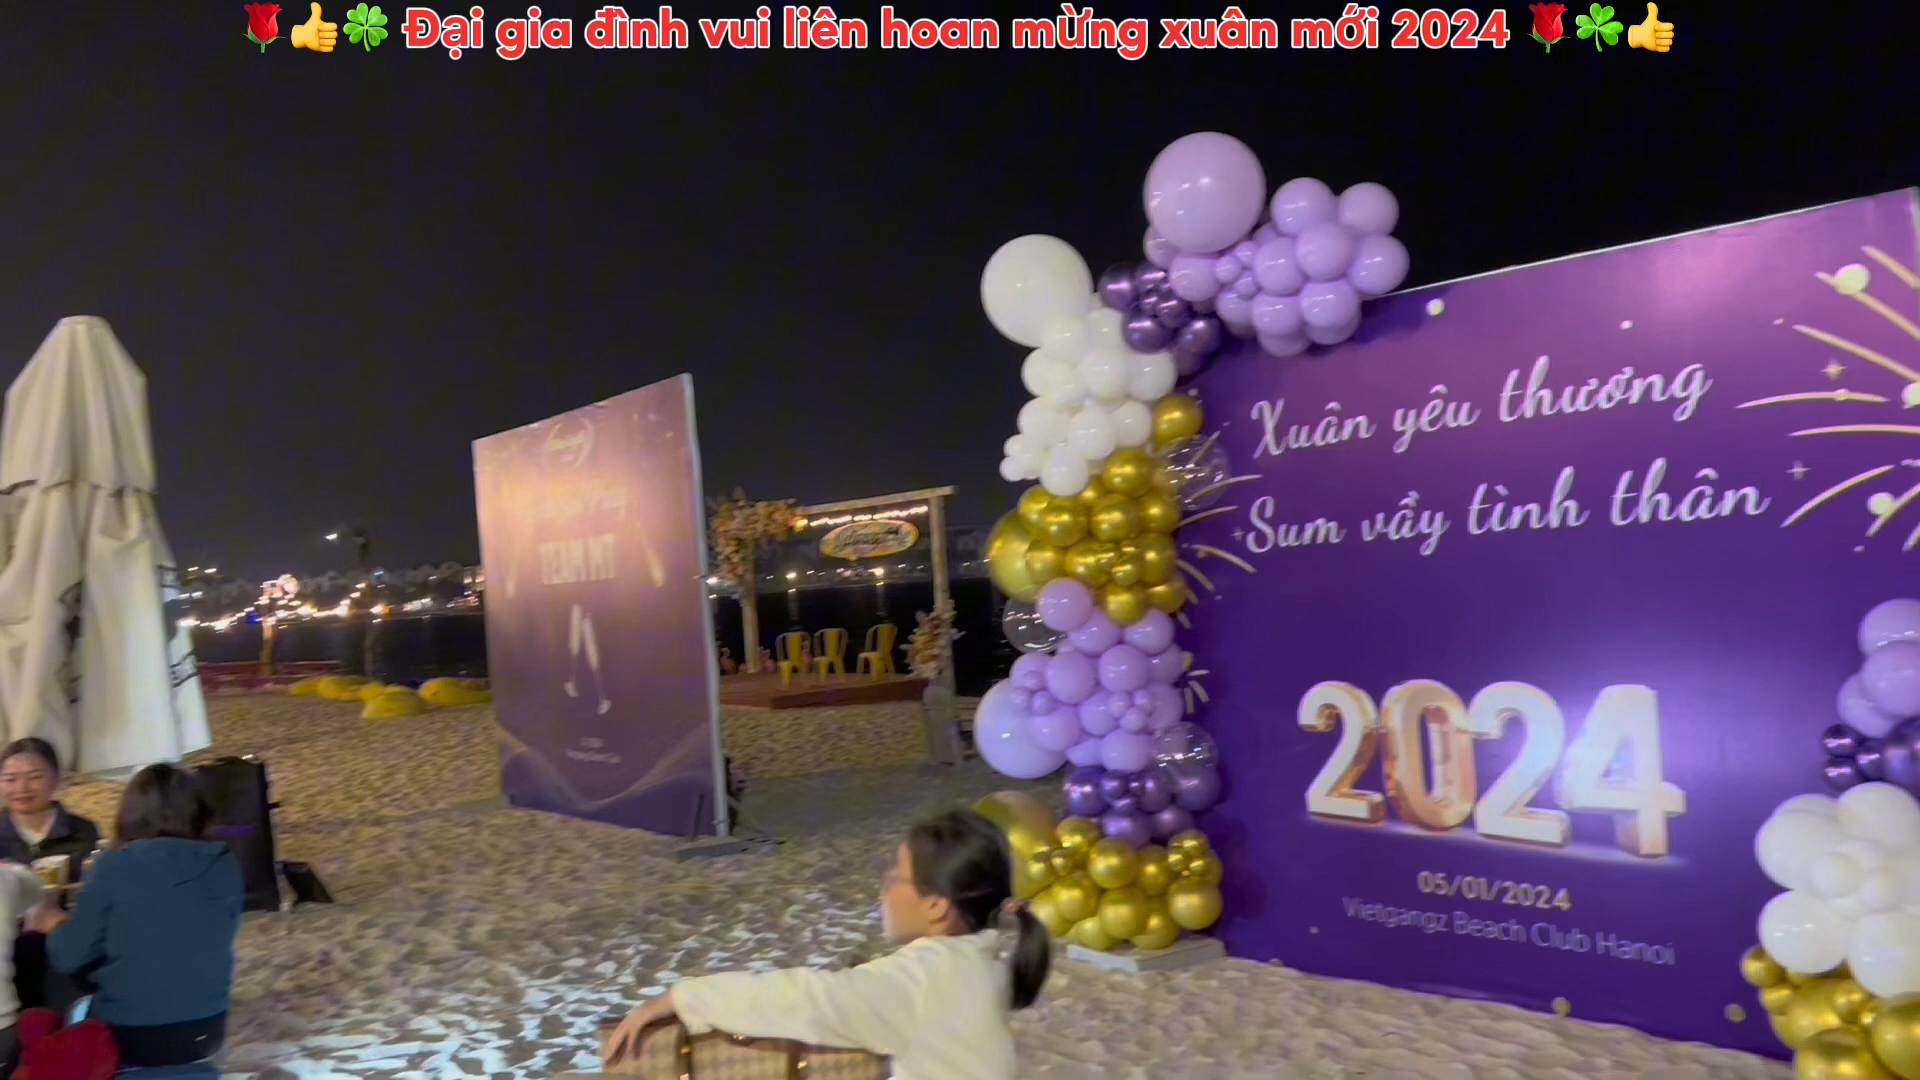 Đại gia đình vui liên hoan mừng xuân mới 2024
Xuân yêu thương
Sum vầy tình thân
2024
05/01/2024
Vietgangz Beach Club Hanoi
TEAM MT